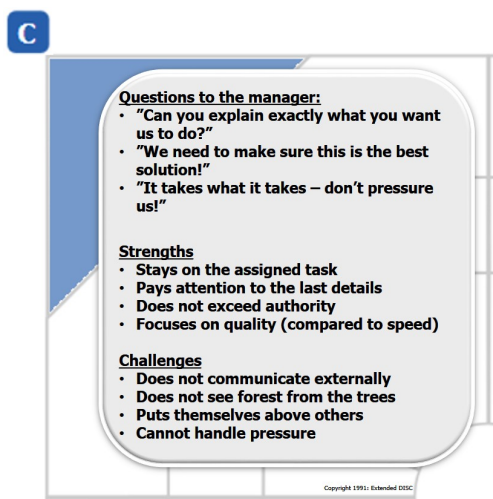 C
Questions to the manager:
• ”Can you explain exactly what you want
us to do?”
• ”We need to make sure this is the best
solution!”
• ”It takes what it takes – don’t pressure
us!”
Strengths
• Stays on the assigned task
• Pays attention to the last details
• Does not exceed authority
• Focuses on quality (compared to speed)
Challenges
• Does not communicate externally
• Does not see forest from the trees
• Puts themselves above others
• Cannot handle pressure
Copyright 1991: Extended DISC